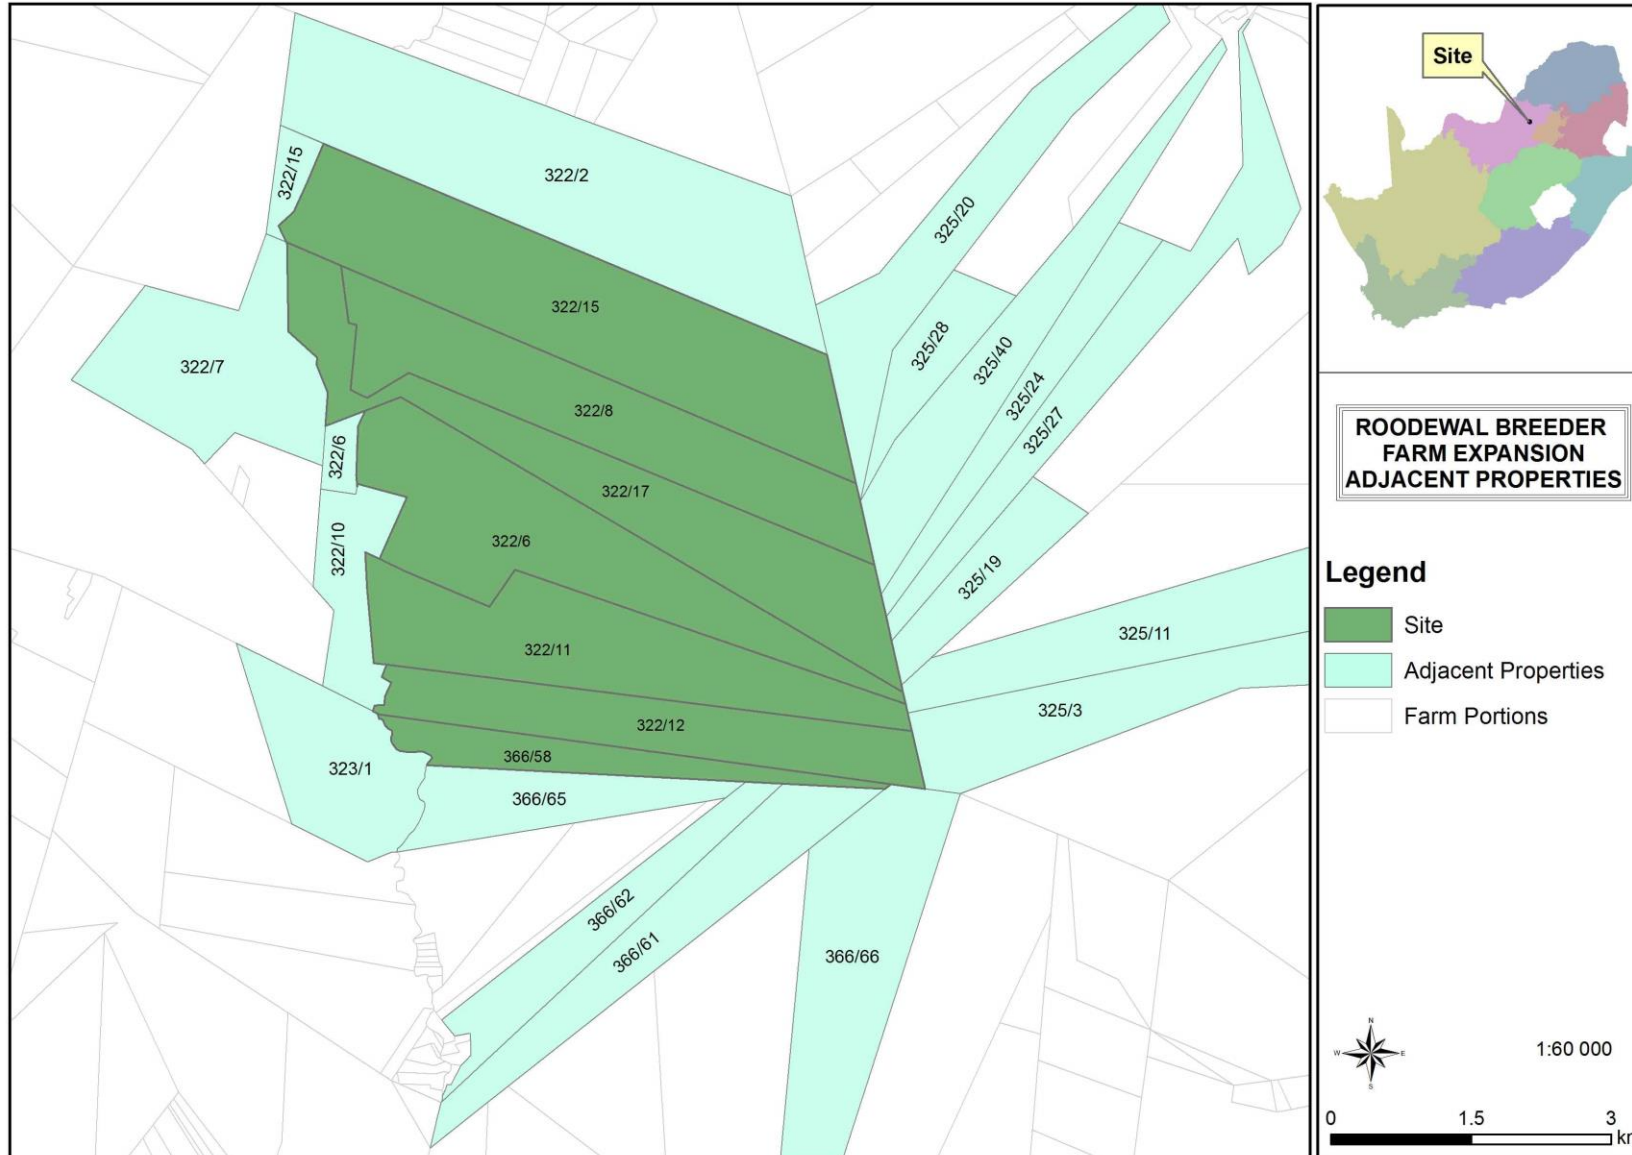 322/2
322/15
322/15
322/7
322/8
322/6
322/17
322/6
322/10
322/11
322/12
366/58
323/1
366/65
366/62
366/61
366/66
325/20
325/28
325/40
325/24
325/27
325/19
325/11
325/3
Site
ROODEWAL BREEDER
FARM EXPANSION
ADJACENT PROPERTIES
Legend
Site
Adjacent Properties
Farm Portions
N
W E
S
1:60 000
0 1.5 3
km